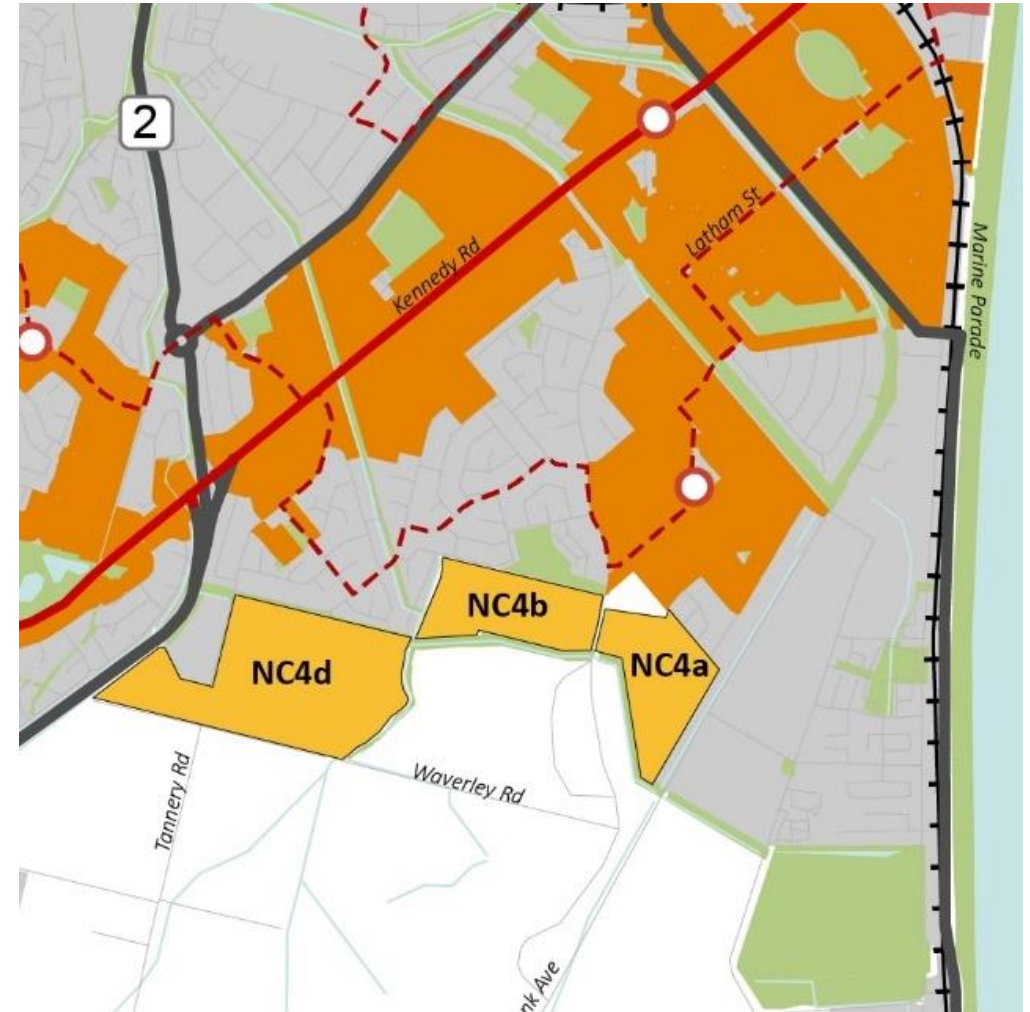 2
Latham St
Kennedy Rd
Marine Parade
NC4b
NC4a
NC4d
Waverley Rd
Tannery Rd
nk Ave